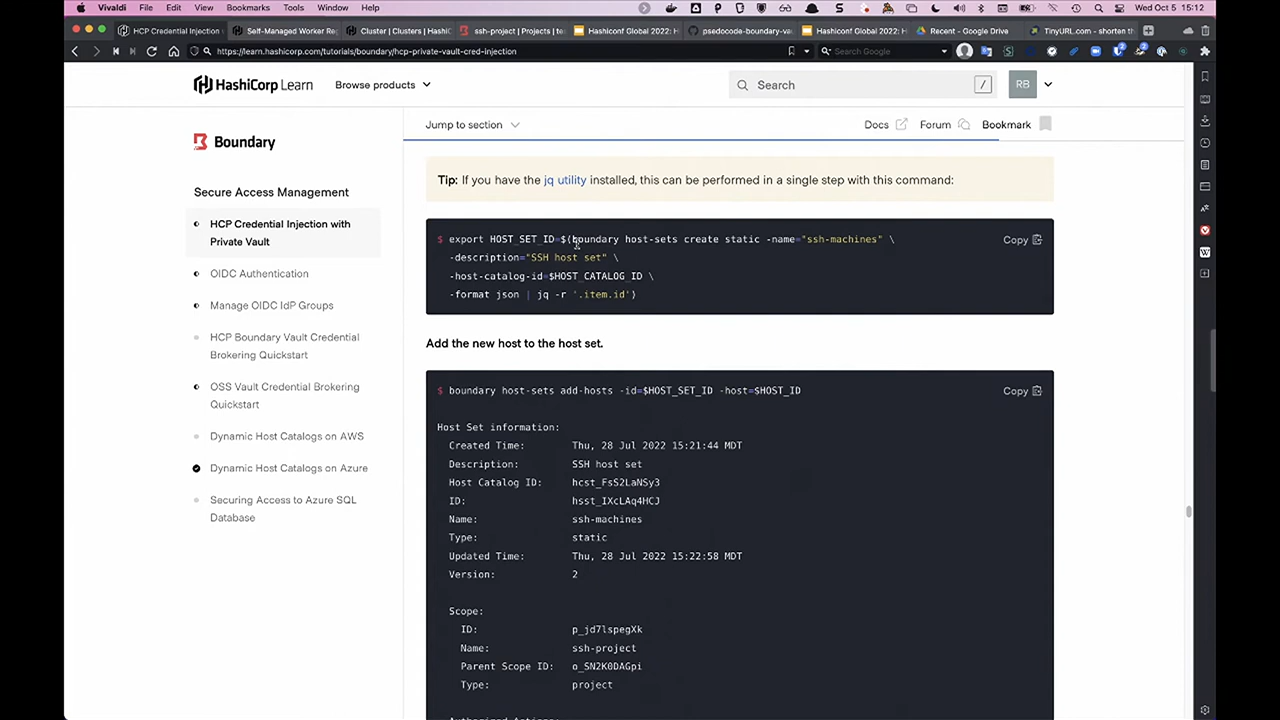 Vivaldi File Edit View Bookmarks Tools Window Help Wed Oct 5 15:12
HCP Credential Injection Self-Managed Worker Re Cluster | Clusters | HashiC ssh-project | Projects | te Hashiconf Global 2022: H psedocode-boundary-va Hashiconf Global 2022: H Recent - Google Drive TinyURL.com - shorten th
https://learn.hashicorp.com/tutorials/boundary/hcp-private-vault-cred-injection Search Google
HashiCorp Learn Browse products Search / RB
Jump to section Docs Forum Bookmark
Boundary
Secure Access Management
HCP Credential Injection with
Private Vault
OIDC Authentication
Manage OIDC IdP Groups
HCP Boundary Vault Credential
Brokering Quickstart
OSS Vault Credential Brokering
Quickstart
Dynamic Host Catalogs on AWS
Dynamic Host Catalogs on Azure
Securing Access to Azure SQL
Database
Tip: If you have the jq utility installed, this can be performed in a single step with this command:
$ export HOST_SET_ID=$(boundary host-sets create static -name="ssh-machines" \
-description="SSH host set" \
-host-catalog-id=$HOST_CATALOG_ID \
-format json | jq -r '.item.id')
Copy
Add the new host to the host set.
$ boundary host-sets add-hosts -id=$HOST_SET_ID -host=$HOST_ID
Copy
Host Set information:
Created Time: Thu, 28 Jul 2022 15:21:44 MDT
Description: SSH host set
Host Catalog ID: hcst_FsS2LaNSy3
ID: hsst_IXcLAq4HCJ
Name: ssh-machines
Type: static
Updated Time: Thu, 28 Jul 2022 15:22:58 MDT
Version: 2
Scope:
ID: p_jd7lspegXk
Name: ssh-project
Parent Scope ID: o_SN2K0DAGpi
Type: project